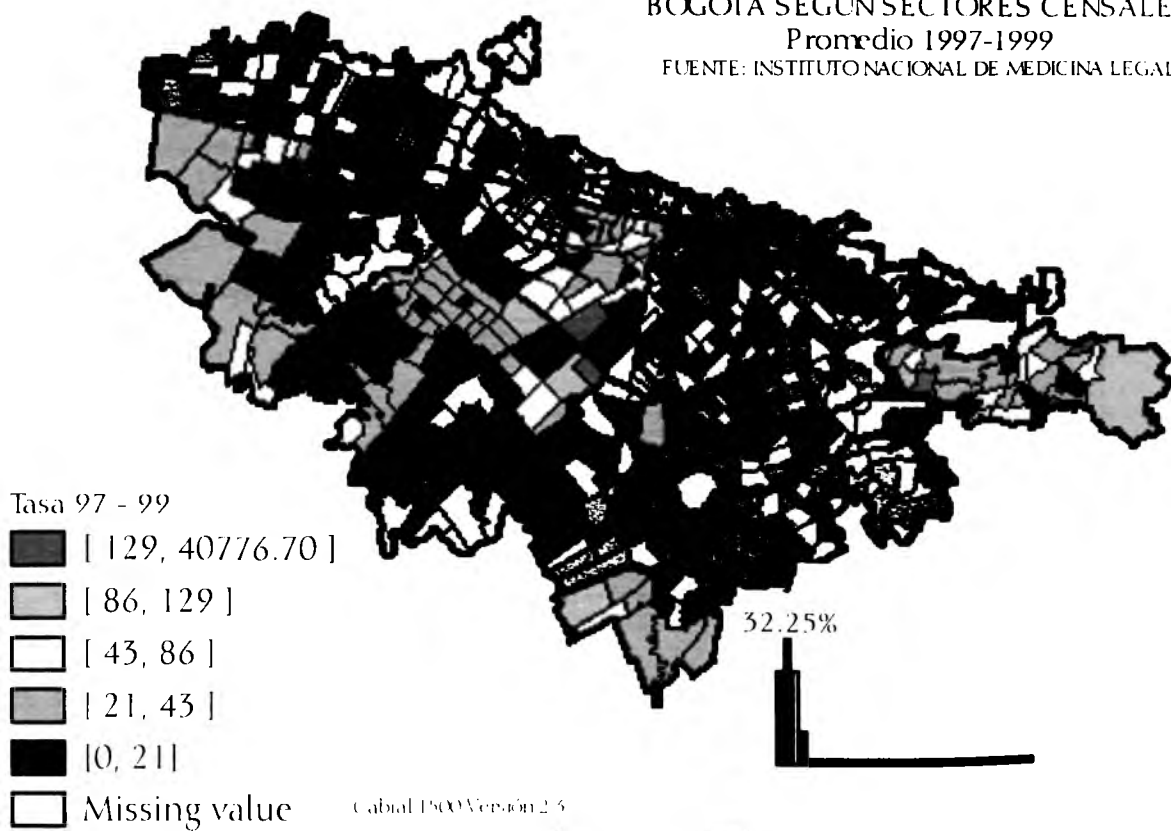 BOGOTA SEGUN SECTORES CENSALE
Promedio 1997-1999
FUENTE: INSTITUTO NACIONAL DE MEDICINA LEGAL
Tasa 97 - 99
[ 129, 40776.70 ]
[ 86, 129 ]
[ 43, 86 ]
[ 21, 43 ]
[0, 21]
Missing value
32.25%